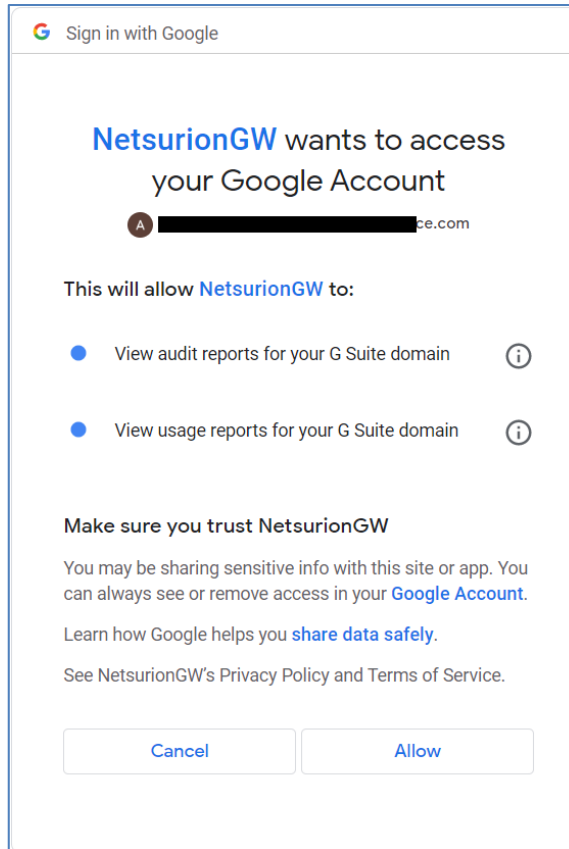 Sign in with Google
NetsurionGW wants to access
your Google Account
A
ce.com
This will allow NetsurionGW to:
View audit reports for your G Suite domain
View usage reports for your G Suite domain
Make sure you trust NetsurionGW
You may be sharing sensitive info with this site or app. You
can always see or remove access in your Google Account.
Learn how Google helps you share data safely.
See NetsurionGW's Privacy Policy and Terms of Service.
Cancel Allow